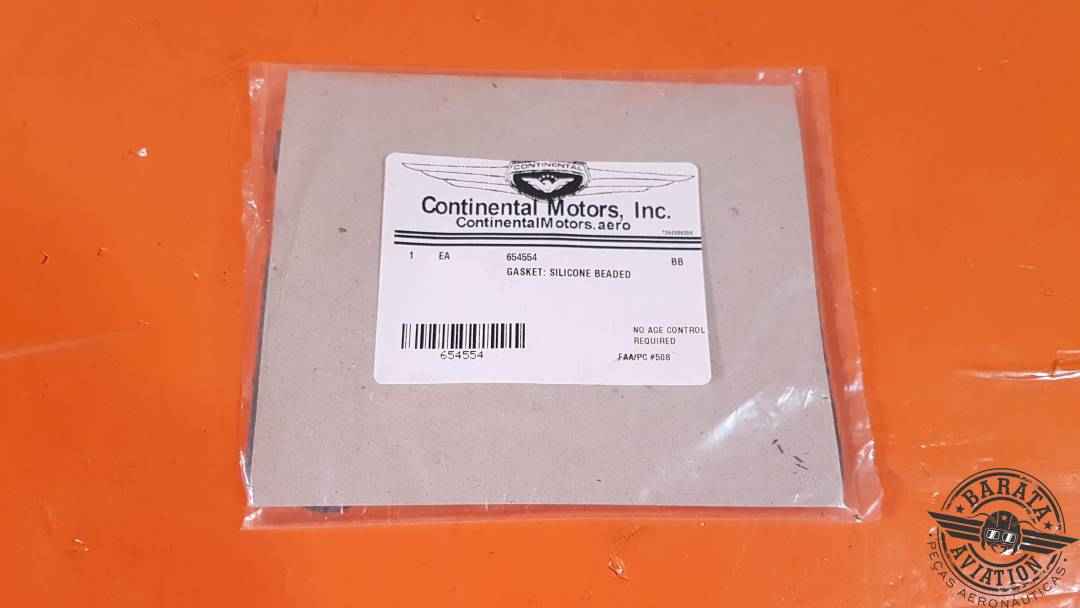 CONTINENTAL
Continental Motors, Inc.
ContinentalMotors.aero
1 EA 654554 BB
GASKET: SILICONE BEADED
NO AGE CONTROL
REQUIRED
654554
FAA/PC #508
BARATA
AVIATION
PEÇAS AERONÁUTICAS